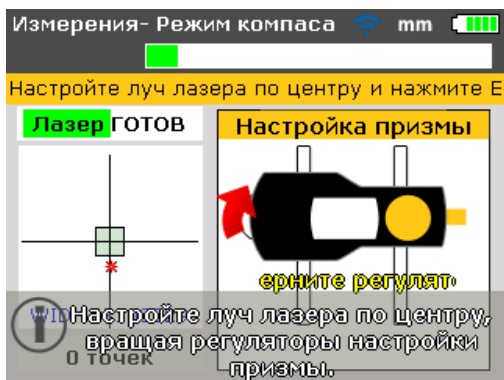 Измерения- Режим компаса mm
Настройте луч лазера по центру и нажмите E
Лазер ГОТОВ
Настройка призмы
ерните регулят
Настройте луч лазера по центру,
вращая регуляторы настройки
призмы.
0 точек